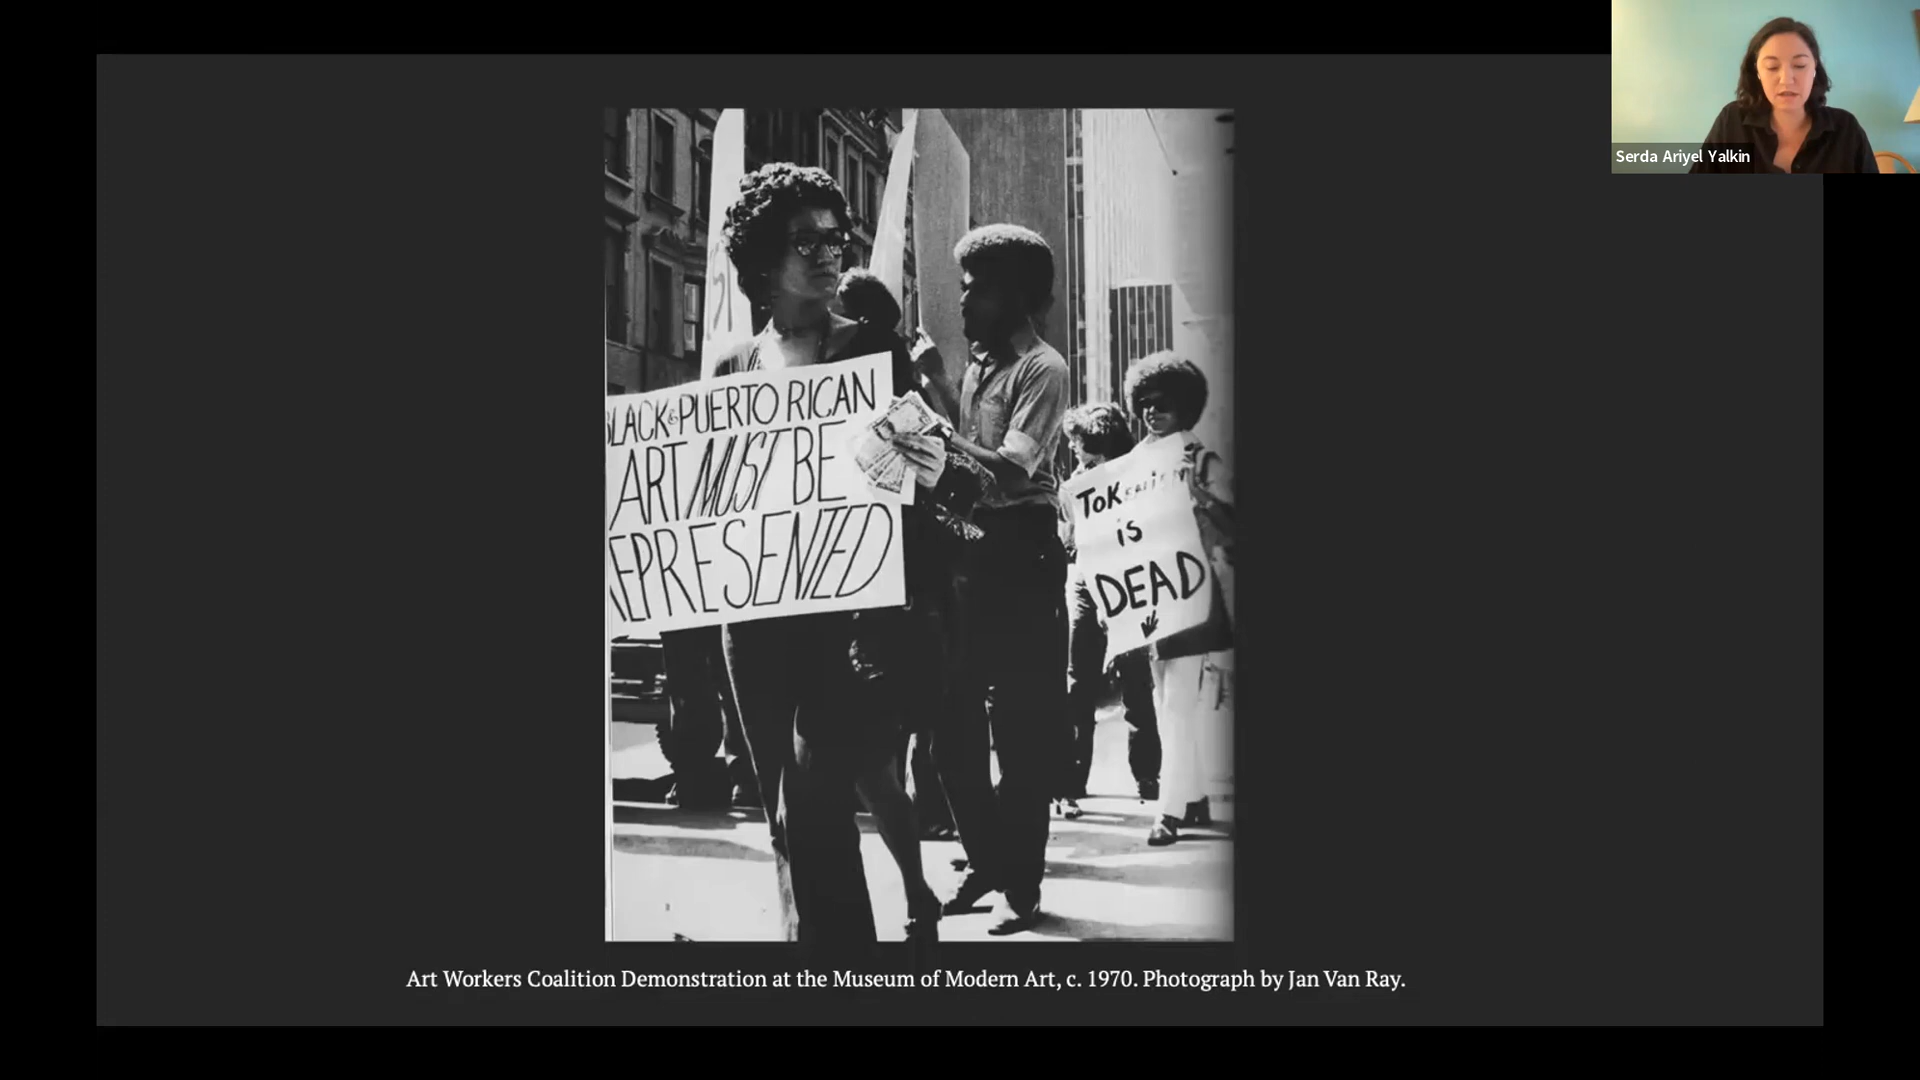 Serda Ariyel Yalkin
BLACK & PUERTO RICAN
ART MUST BE
REPRESENTED
TOKENISM
is
DEAD
Art Workers Coalition Demonstration at the Museum of Modern Art, c. 1970. Photograph by Jan Van Ray.